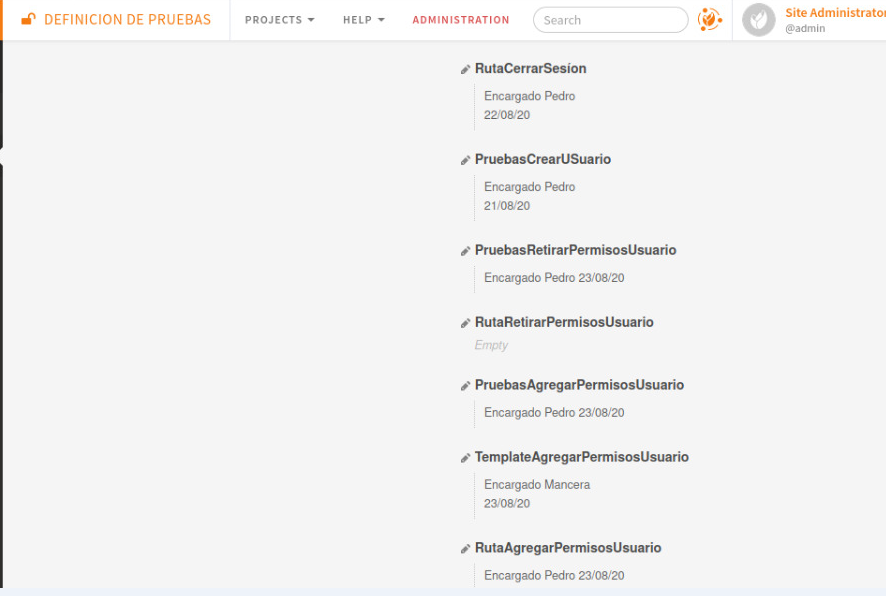 DEFINICION DE PRUEBAS PROJECTS HELP ADMINISTRATION Search Site Administrator
@admin
RutaCerrarSesíon
Encargado Pedro
22/08/20
PruebasCrearUSuario
Encargado Pedro
21/08/20
PruebasRetirarPermisosUsuario
Encargado Pedro 23/08/20
RutaRetirarPermisosUsuario
Empty
PruebasAgregarPermisosUsuario
Encargado Pedro 23/08/20
TemplateAgregarPermisosUsuario
Encargado Mancera
23/08/20
RutaAgregarPermisosUsuario
Encargado Pedro 23/08/20